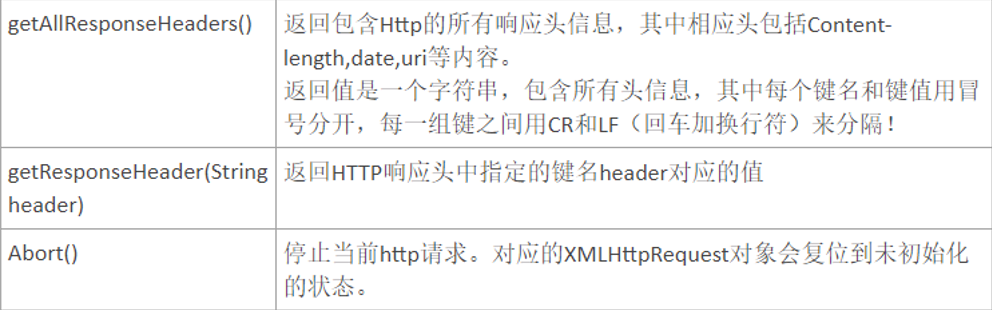 getAllResponseHeaders()
返回包含Http的所有响应头信息，其中相应头包括Content-
length,date,uri等内容。
返回值是一个字符串，包含所有头信息，其中每个键名和键值用冒
号分开，每一组键之间用CR和LF（回车加换行符）来分隔！
getResponseHeader(String
header)
返回HTTP响应头中指定的键名header对应的值
Abort()
停止当前http请求。对应的XMLHttpRequest对象会复位到未初始化
的状态。